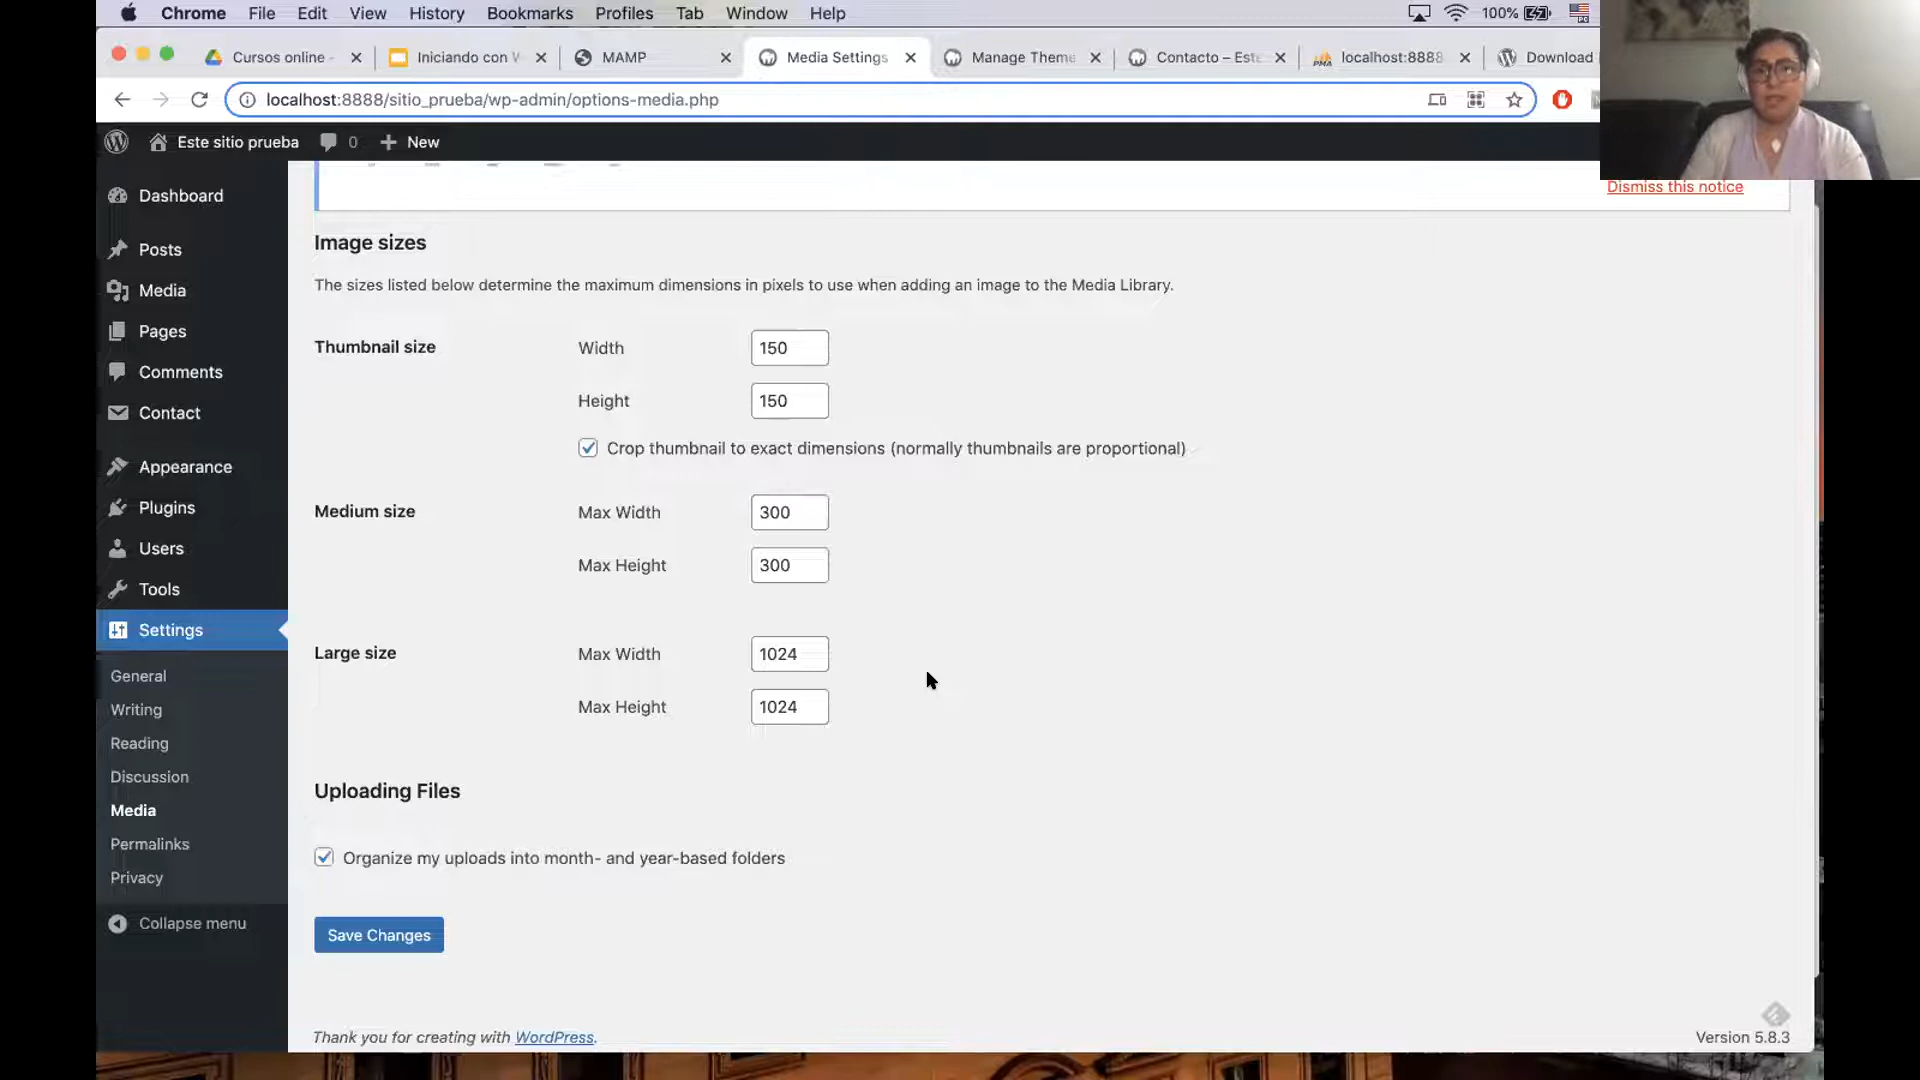 Chrome File Edit View History Bookmarks Profiles Tab Window Help 100%
Cursos online - Iniciando con W MAMP Media Settings Manage Theme Contacto – Este localhost:8888 Download
localhost:8888/sitio_prueba/wp-admin/options-media.php
Este sitio prueba 0 + New
Dismiss this notice
Dashboard
Posts
Media
Pages
Comments
Contact
Appearance
Plugins
Users
Tools
Settings
General
Writing
Reading
Discussion
Media
Permalinks
Privacy
Collapse menu
Image sizes
The sizes listed below determine the maximum dimensions in pixels to use when adding an image to the Media Library.
Thumbnail size Width 150
Height 150
Crop thumbnail to exact dimensions (normally thumbnails are proportional)
Medium size Max Width 300
Max Height 300
Large size Max Width 1024
Max Height 1024
Uploading Files
Organize my uploads into month- and year-based folders
Save Changes
Thank you for creating with WordPress.
Version 5.8.3